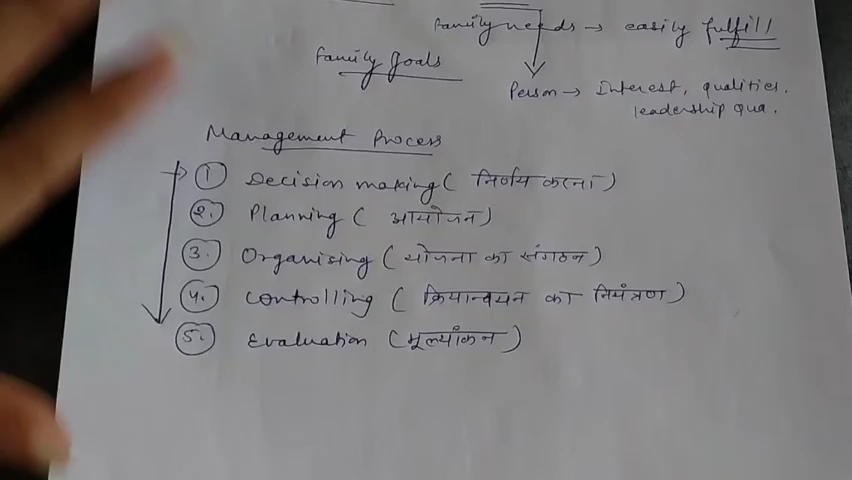 Family needs → easily fulfill
Family Goals
Person → Interest, qualities.
leadership qua.
Management Process
1 Decision making ( निर्णय करना )
2. Planning ( आयोजन )
3. Organising ( योजना का संगठन )
4. Controlling ( क्रियान्वयन का नियंत्रण )
5. Evaluation ( मूल्यांकन )